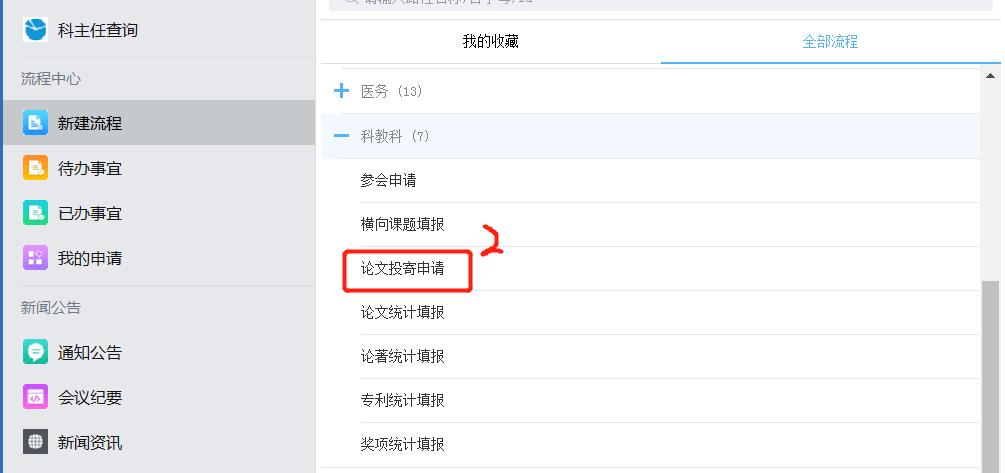 科主任查询
流程中心
新建流程
待办事宜
已办事宜
我的申请
新闻公告
通知公告
会议纪要
新闻资讯
我的收藏
全部流程
医务 (13)
科教科 (7)
参会申请
横向课题填报
2
论文投寄申请
论文统计填报
论著统计填报
专利统计填报
奖项统计填报